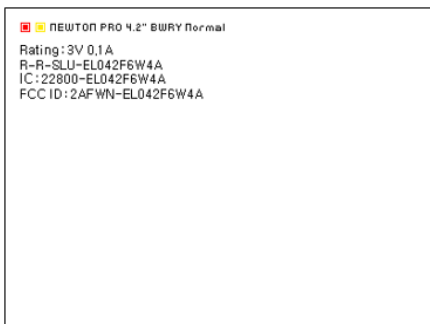 NEWTON PRO 4.2" BWRY Normal
Rating: 3V 0.1A
R-R-SLU-EL042F6W4A
IC: 22800-EL042F6W4A
FCC ID: 2AFWN-EL042F6W4A